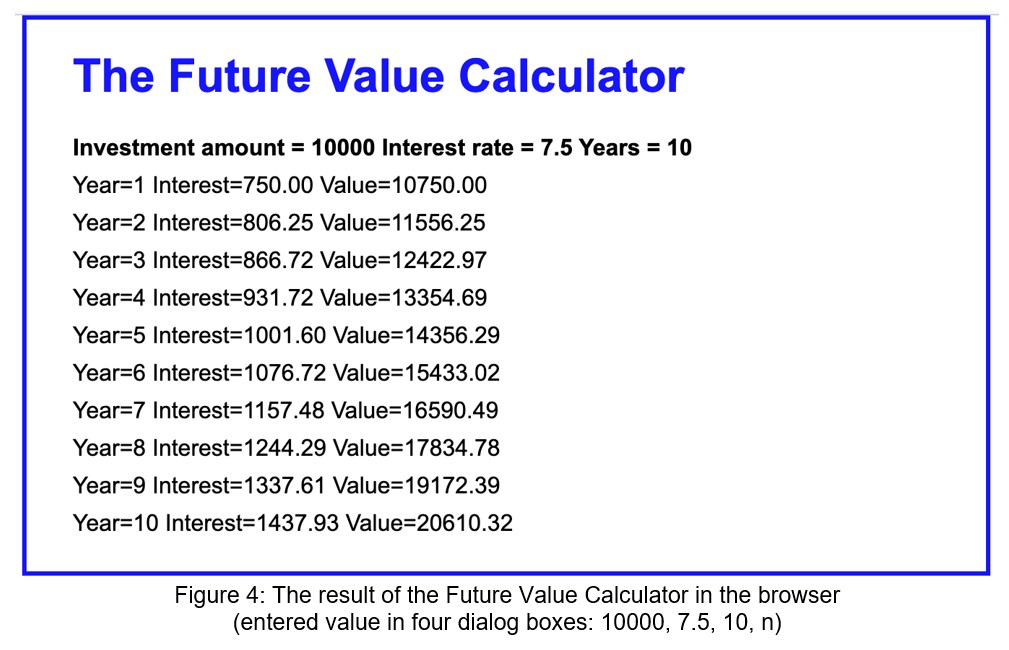 The Future Value Calculator
Investment amount = 10000 Interest rate = 7.5 Years = 10
Year=1 Interest=750.00 Value=10750.00
Year=2 Interest=806.25 Value=11556.25
Year=3 Interest=866.72 Value=12422.97
Year=4 Interest=931.72 Value=13354.69
Year=5 Interest=1001.60 Value=14356.29
Year=6 Interest=1076.72 Value=15433.02
Year=7 Interest=1157.48 Value=16590.49
Year=8 Interest=1244.29 Value=17834.78
Year=9 Interest=1337.61 Value=19172.39
Year=10 Interest=1437.93 Value=20610.32
Figure 4: The result of the Future Value Calculator in the browser
(entered value in four dialog boxes: 10000, 7.5, 10, n)